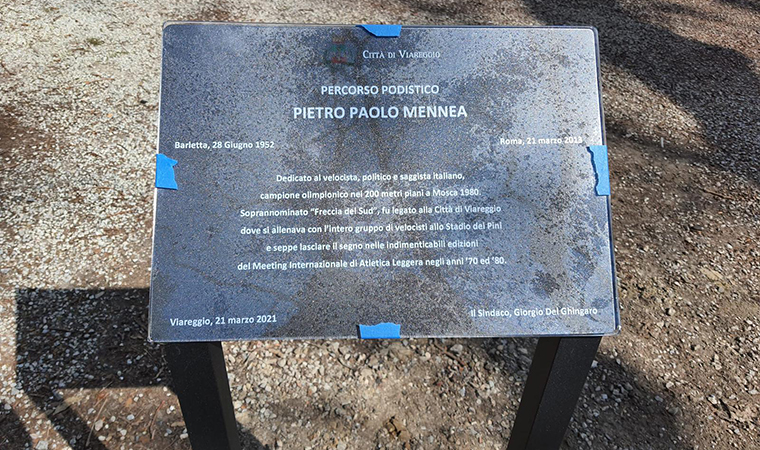 CITTÀ DI VIAREGGIO
PERCORSO PODISTICO
PIETRO PAOLO MENNEA
Barletta, 28 Giugno 1952
Roma, 21 marzo 2013
Dedicato al velocista, politico e saggista italiano,
campione olimpionico nei 200 metri piani a Mosca 1980.
Soprannominato “Freccia del Sud”, fu legato alla Città di Viareggio
dove si allenava con l’intero gruppo di velocisti allo Stadio dei Pini
e seppe lasciare il segno nelle indimenticabili edizioni
del Meeting Internazionale di Atletica Leggera negli anni ’70 ed ’80.
Viareggio, 21 marzo 2021
Il Sindaco, Giorgio Del Ghingaro